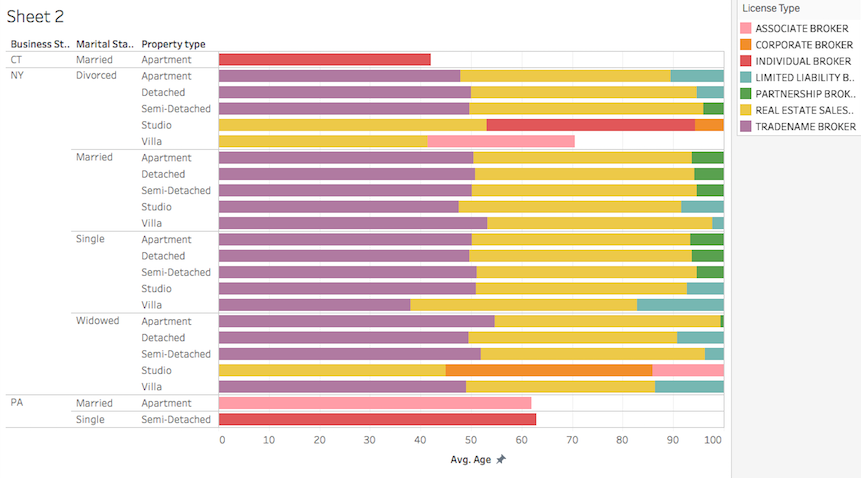 Sheet 2
Business St.. Marital Sta.. Property type
CT Married Apartment
NY Divorced Apartment
Detached
Semi-Detached
Studio
Villa
Married Apartment
Detached
Semi-Detached
Studio
Villa
Single Apartment
Detached
Semi-Detached
Studio
Villa
Widowed Apartment
Detached
Semi-Detached
Studio
Villa
PA Married Apartment
Single Semi-Detached
0 10 20 30 40 50 60 70 80 90 100
Avg. Age
License Type
ASSOCIATE BROKER
CORPORATE BROKER
INDIVIDUAL BROKER
LIMITED LIABILITY B..
PARTNERSHIP BROK..
REAL ESTATE SALES..
TRADENAME BROKER